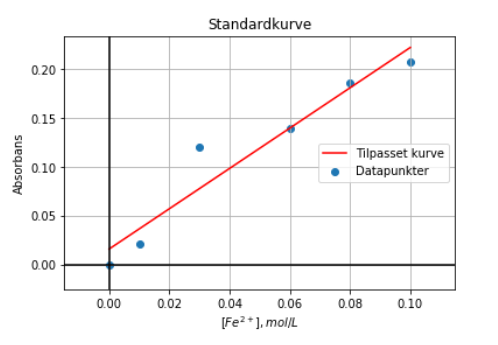 Standardkurve
0.20
0.15
0.10
0.05
0.00
Absorbans
Tilpasset kurve
Datapunkter
0.00 0.02 0.04 0.06 0.08 0.10
[Fe²⁺], mol/L